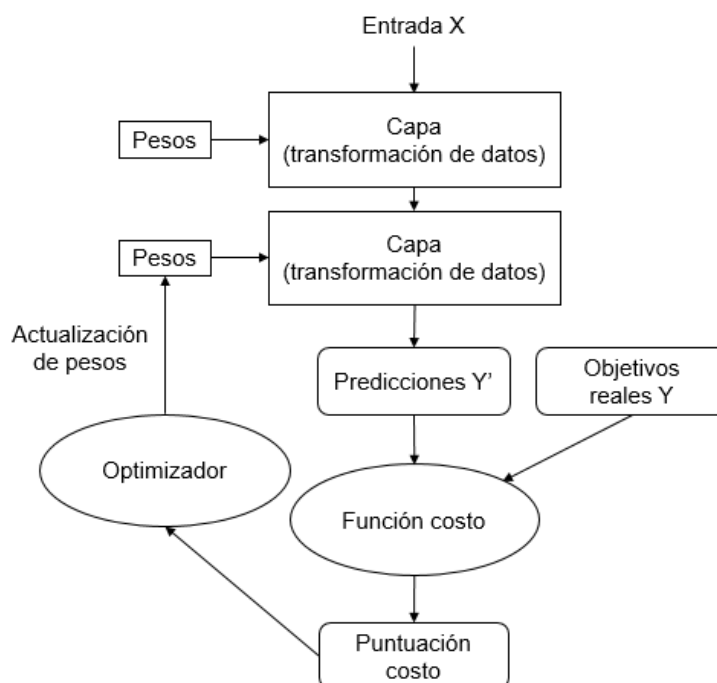 Entrada X
Pesos
Capa
(transformación de datos)
Pesos
Capa
(transformación de datos)
Actualización
de pesos
Predicciones Y'
Objetivos
reales Y
Optimizador
Función costo
Puntuación
costo